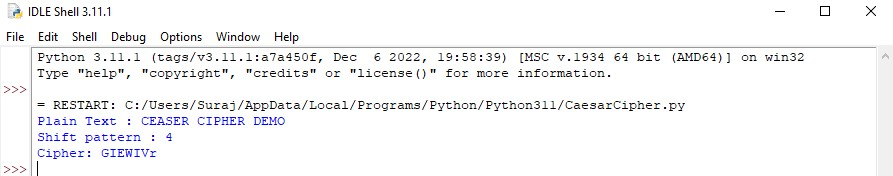 IDLE Shell 3.11.1
File Edit Shell Debug Options Window Help
Python 3.11.1 (tags/v3.11.1:a7a450f, Dec  6 2022, 19:58:39) [MSC v.1934 64 bit (AMD64)] on win32
Type "help", "copyright", "credits" or "license()" for more information.
>>>
= RESTART: C:/Users/Suraj/AppData/Local/Programs/Python/Python311/CaesarCipher.py
Plain Text : CEASER CIPHER DEMO
Shift pattern : 4
Cipher: GIEWIVr
>>>